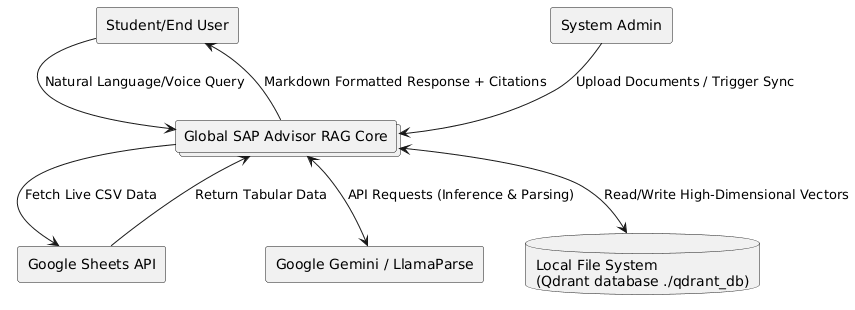 Student/End User
System Admin
Natural Language/Voice Query
Markdown Formatted Response + Citations
Upload Documents / Trigger Sync
Global SAP Advisor RAG Core
Fetch Live CSV Data
Return Tabular Data
API Requests (Inference & Parsing)
Read/Write High-Dimensional Vectors
Google Sheets API
Google Gemini / LlamaParse
Local File System
(Qdrant database ./qdrant_db)